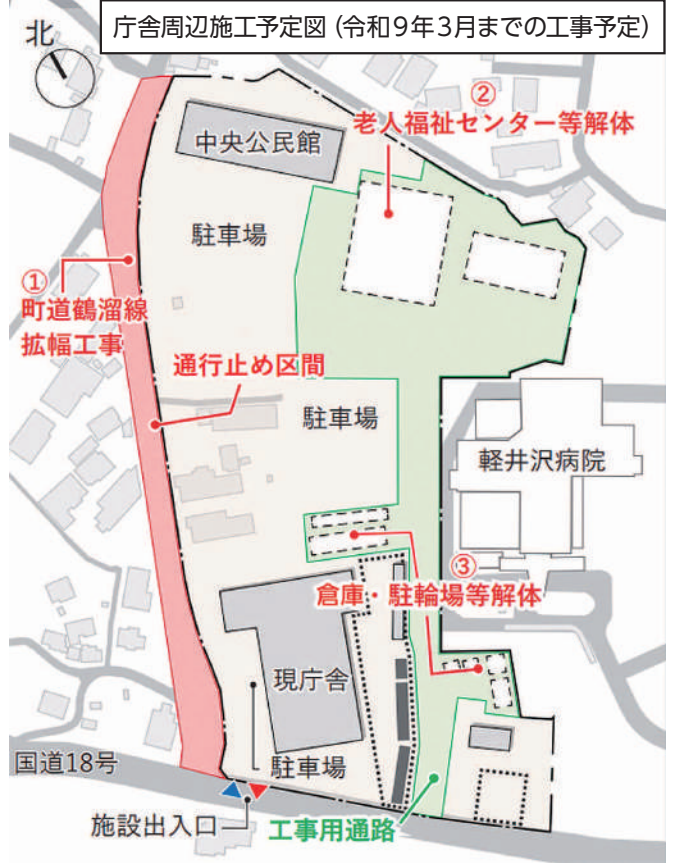 庁舎周辺施工予定図（令和９年３月までの工事予定）
北
②
老人福祉センター等解体
中央公民館
駐車場
①
町道鶴溜線
拡幅工事
通行止め区間
駐車場
軽井沢病院
③
倉庫・駐輪場等解体
現庁舎
国道18号
駐車場
施設出入口
工事用通路